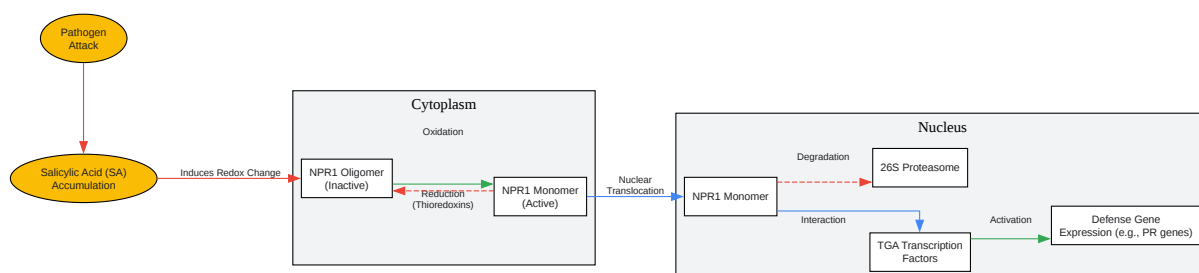 Pathogen
Attack
Salicylic Acid (SA)
Accumulation
Induces Redox Change
Cytoplasm
Oxidation
NPR1 Oligomer
(Inactive)
Reduction
(Thioredoxins)
NPR1 Monomer
(Active)
Nuclear
Translocation
Nucleus
NPR1 Monomer
Degradation
26S Proteasome
Interaction
TGA Transcription
Factors
Activation
Defense Gene
Expression (e.g., PR genes)